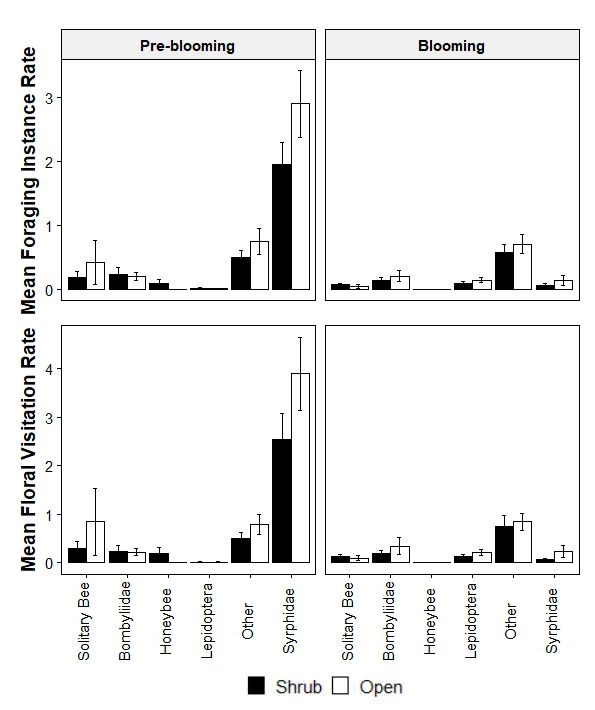 Pre-blooming
Blooming
Mean Foraging Instance Rate
3
2
1
0
Mean Floral Visitation Rate
4
3
2
1
0
Solitary Bee
Bombyliidae
Honeybee
Lepidoptera
Other
Syrphidae
Solitary Bee
Bombyliidae
Honeybee
Lepidoptera
Other
Syrphidae
Shrub
Open